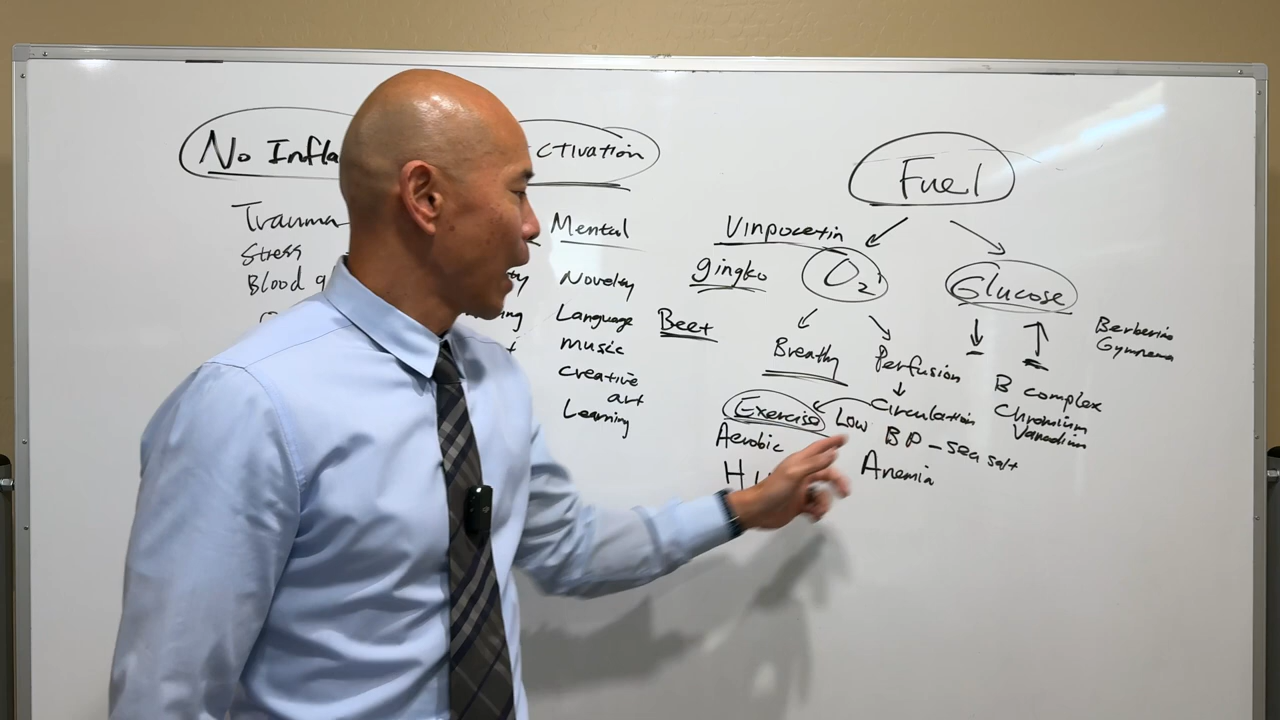 No Infla
Trauma
Stress
Blood
ctivation
Mental
Novelty
Language
music
creative
art
Learning
Fuel
Vinpocetin
gingko
Beet
O2
Breath
Exercise
Aerobic
Perfusion
Circulation
Low BP - sea salt
Anemia
Glucose
B complex
Chromium
Vanadium
Berberine
Gymnema